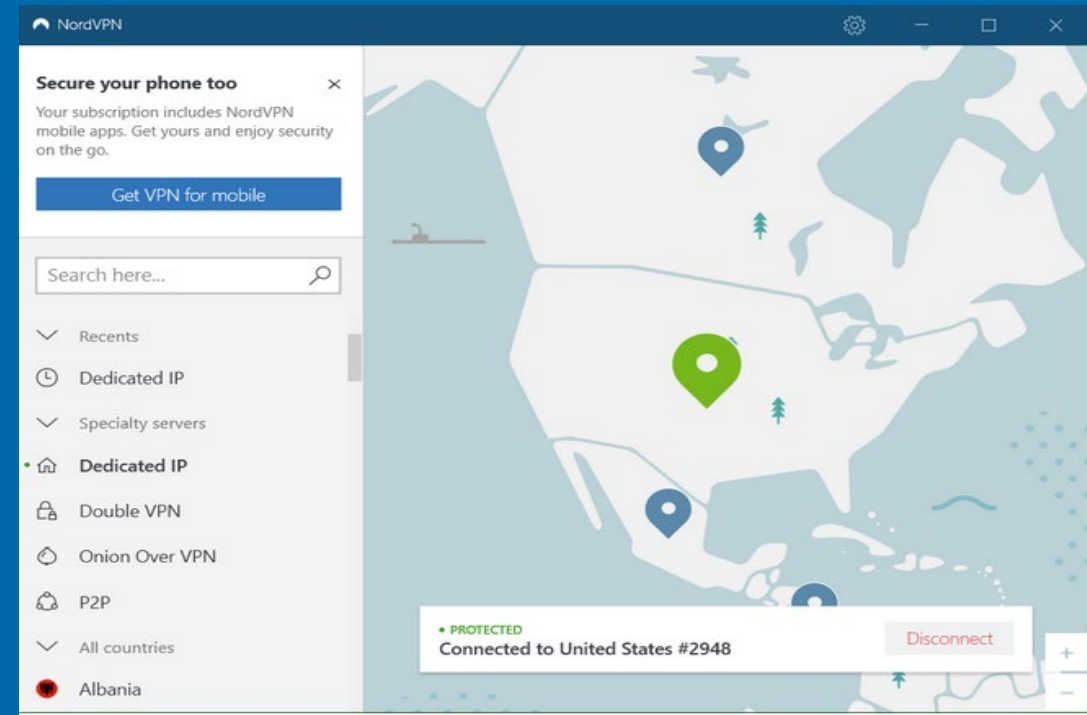 NordVPN
Secure your phone too
Your subscription includes NordVPN
mobile apps. Get yours and enjoy security
on the go.
Get VPN for mobile
Search here...
Recents
Dedicated IP
Specialty servers
Dedicated IP
Double VPN
Onion Over VPN
P2P
All countries
Albania
PROTECTED
Connected to United States #2948
Disconnect